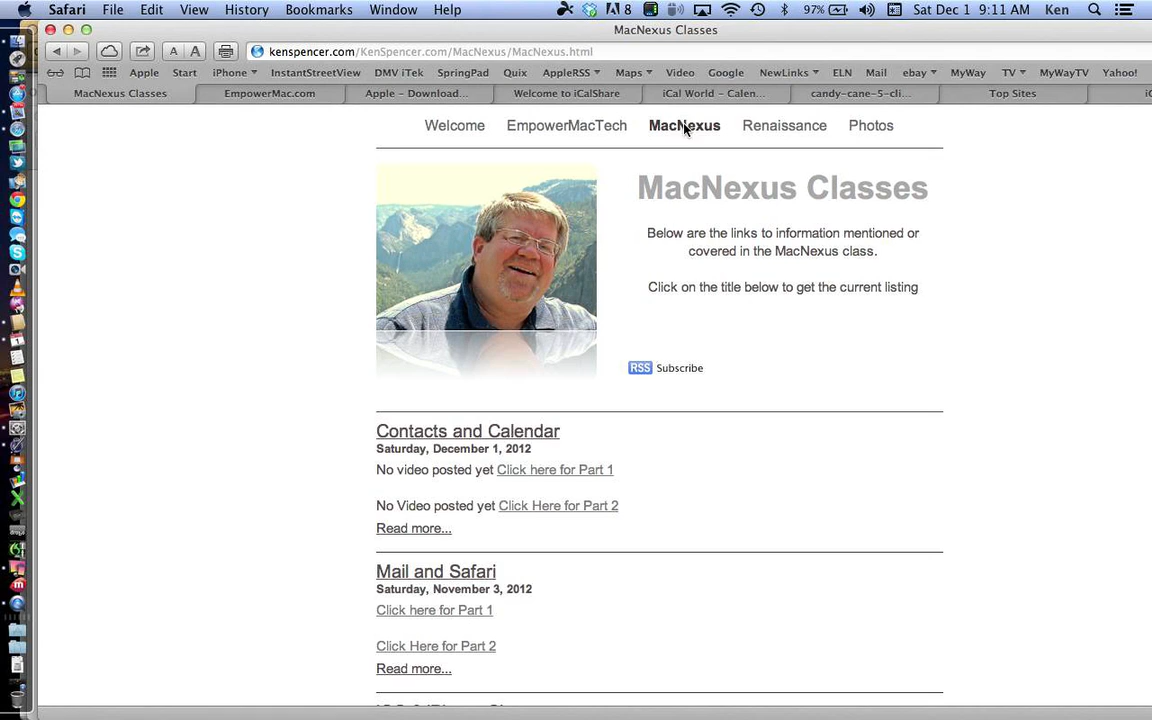 Safari File Edit View History Bookmarks Window Help 8 97% Sat Dec 1 9:11 AM Ken
MacNexus Classes
A A kenspencer.com/KenSpencer.com/MacNexus/MacNexus.html
Apple Start iPhone InstantStreetView DMV iTek SpringPad Quix AppleRSS Maps Video Google NewLinks ELN Mail ebay MyWay TV MyWayTV Yahoo!
MacNexus Classes EmpowerMac.com Apple – Download... Welcome to iCalShare iCal World – Calen... candy-cane-5-cli... Top Sites
Welcome EmpowerMacTech MacNexus Renaissance Photos
MacNexus Classes
Below are the links to information mentioned or
covered in the MacNexus class.
Click on the title below to get the current listing
RSS Subscribe
Contacts and Calendar
Saturday, December 1, 2012
No video posted yet Click here for Part 1
No Video posted yet Click Here for Part 2
Read more...
Mail and Safari
Saturday, November 3, 2012
Click here for Part 1
Click Here for Part 2
Read more...